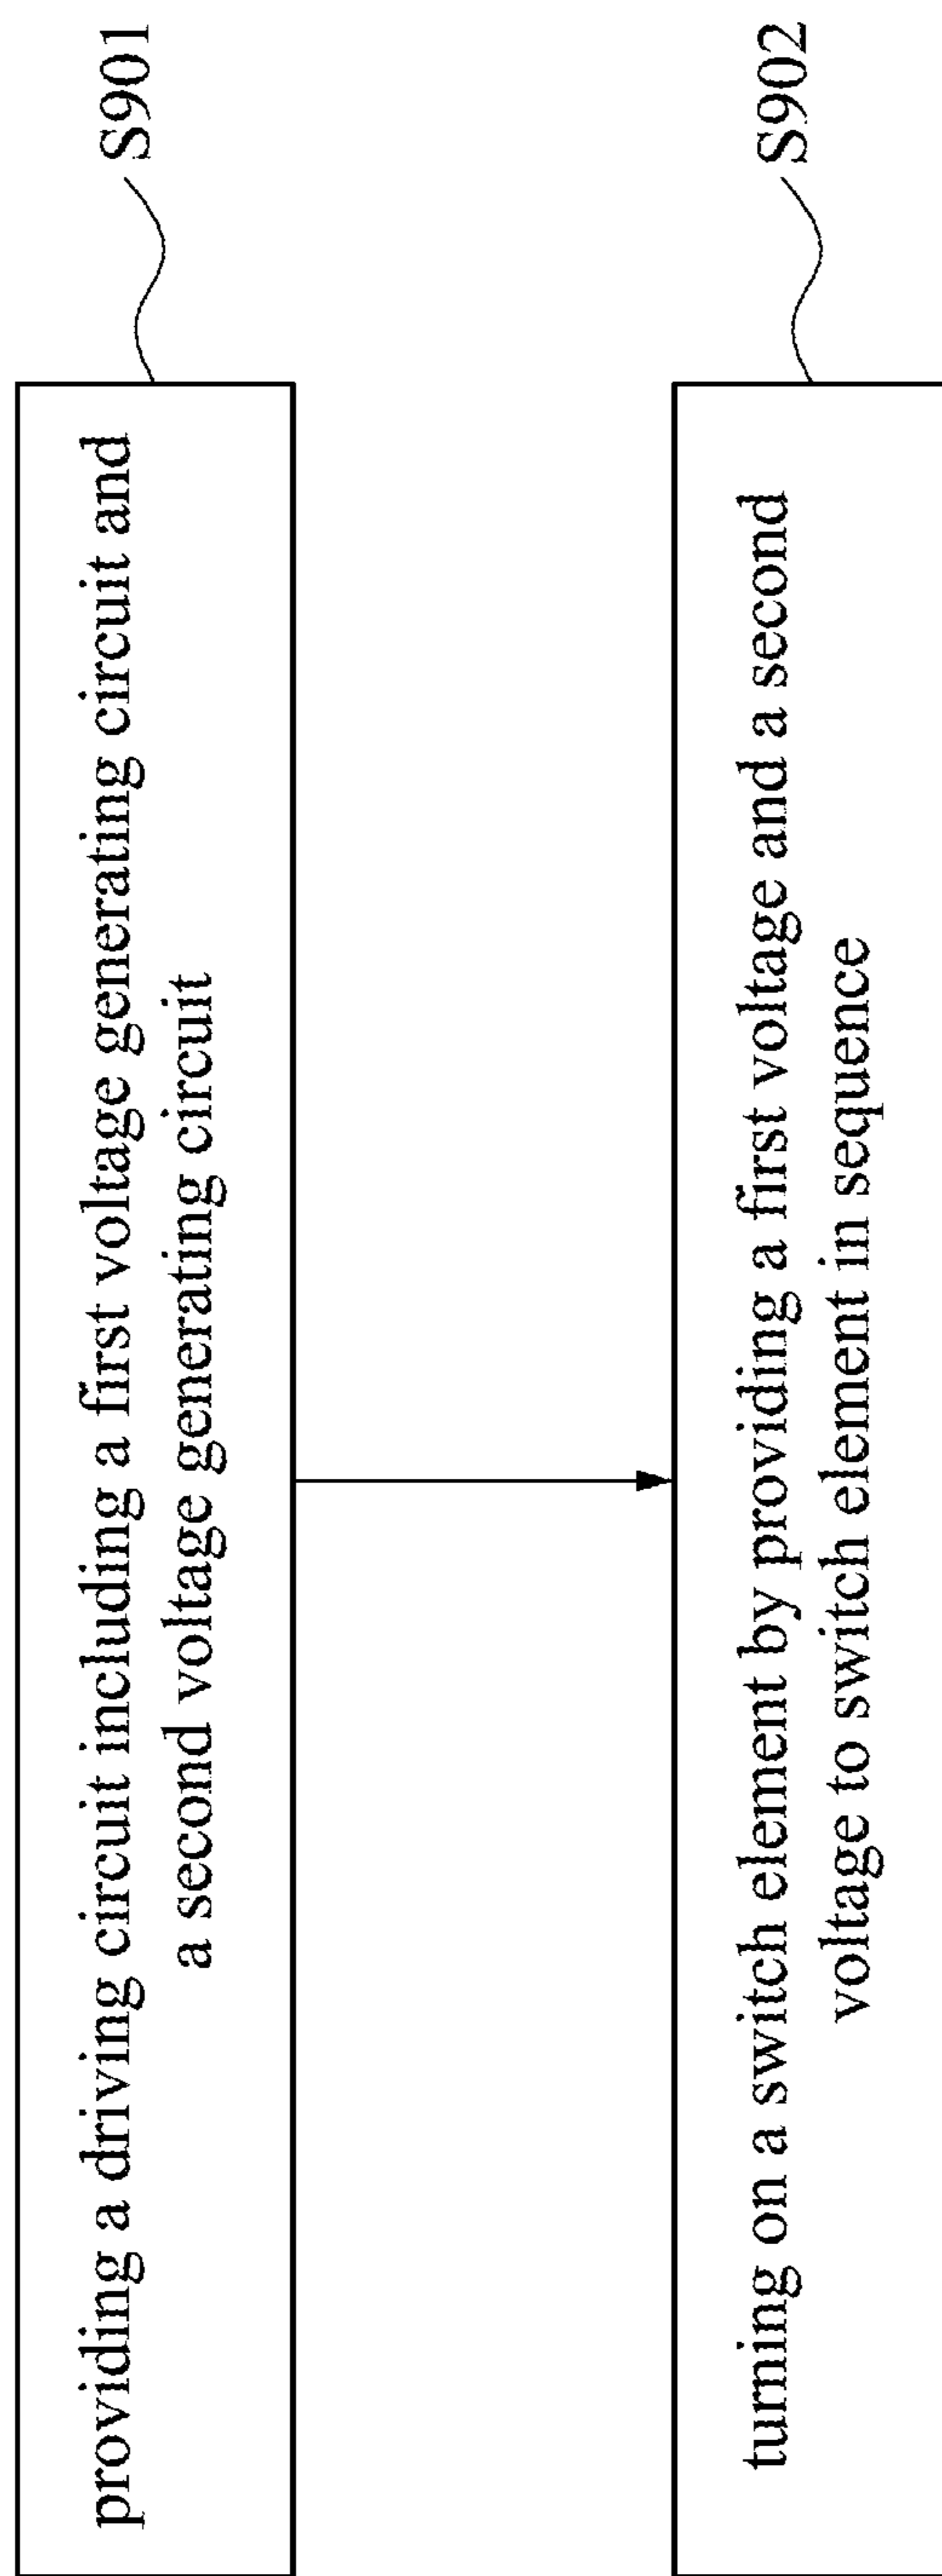 providing a driving circuit including a first voltage generating circuit and
a second voltage generating circuit
S901
turning on a switch element by providing a first voltage and a second
voltage to switch element in sequence
S902